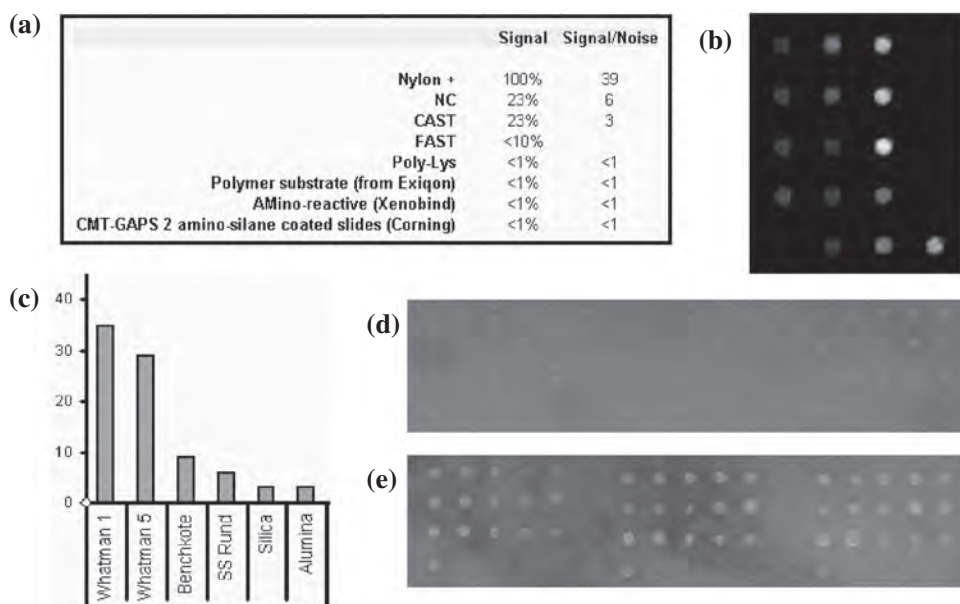 (a)
Signal Signal/Noise
Nylon + 100% 39
NC 23% 6
CAST 23% 3
FAST <10%
Poly-Lys <1% <1
Polymer substrate (from Exiqon) <1% <1
AMino-reactive (Xenobind) <1% <1
CMT-GAPS 2 amino-silane coated slides (Corning) <1% <1
(b)
(c)
40
30
20
10
0
Whatman 1
Whatman 5
Benchkote
SS Rund
Silica
Alumina
(d)
(e)